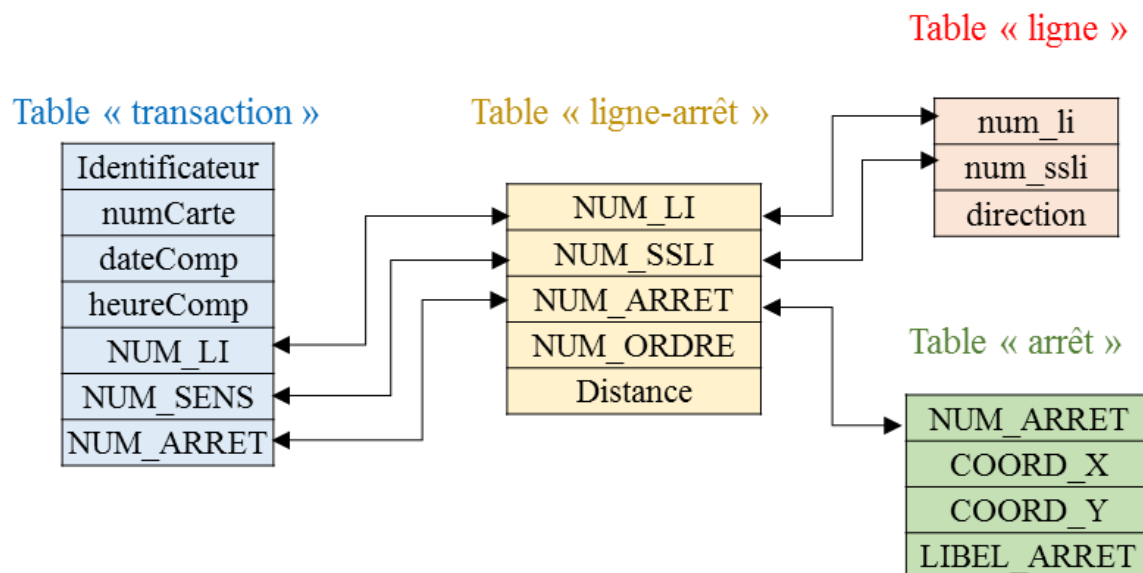 Table « transaction »
Identificateur
numCarte
dateComp
heureComp
NUM_LI
NUM_SENS
NUM_ARRET
Table « ligne-arrêt »
NUM_LI
NUM_SSLI
NUM_ARRET
NUM_ORDRE
Distance
Table « ligne »
num_li
num_ssli
direction
Table « arrêt »
NUM_ARRET
COORD_X
COORD_Y
LIBEL_ARRET